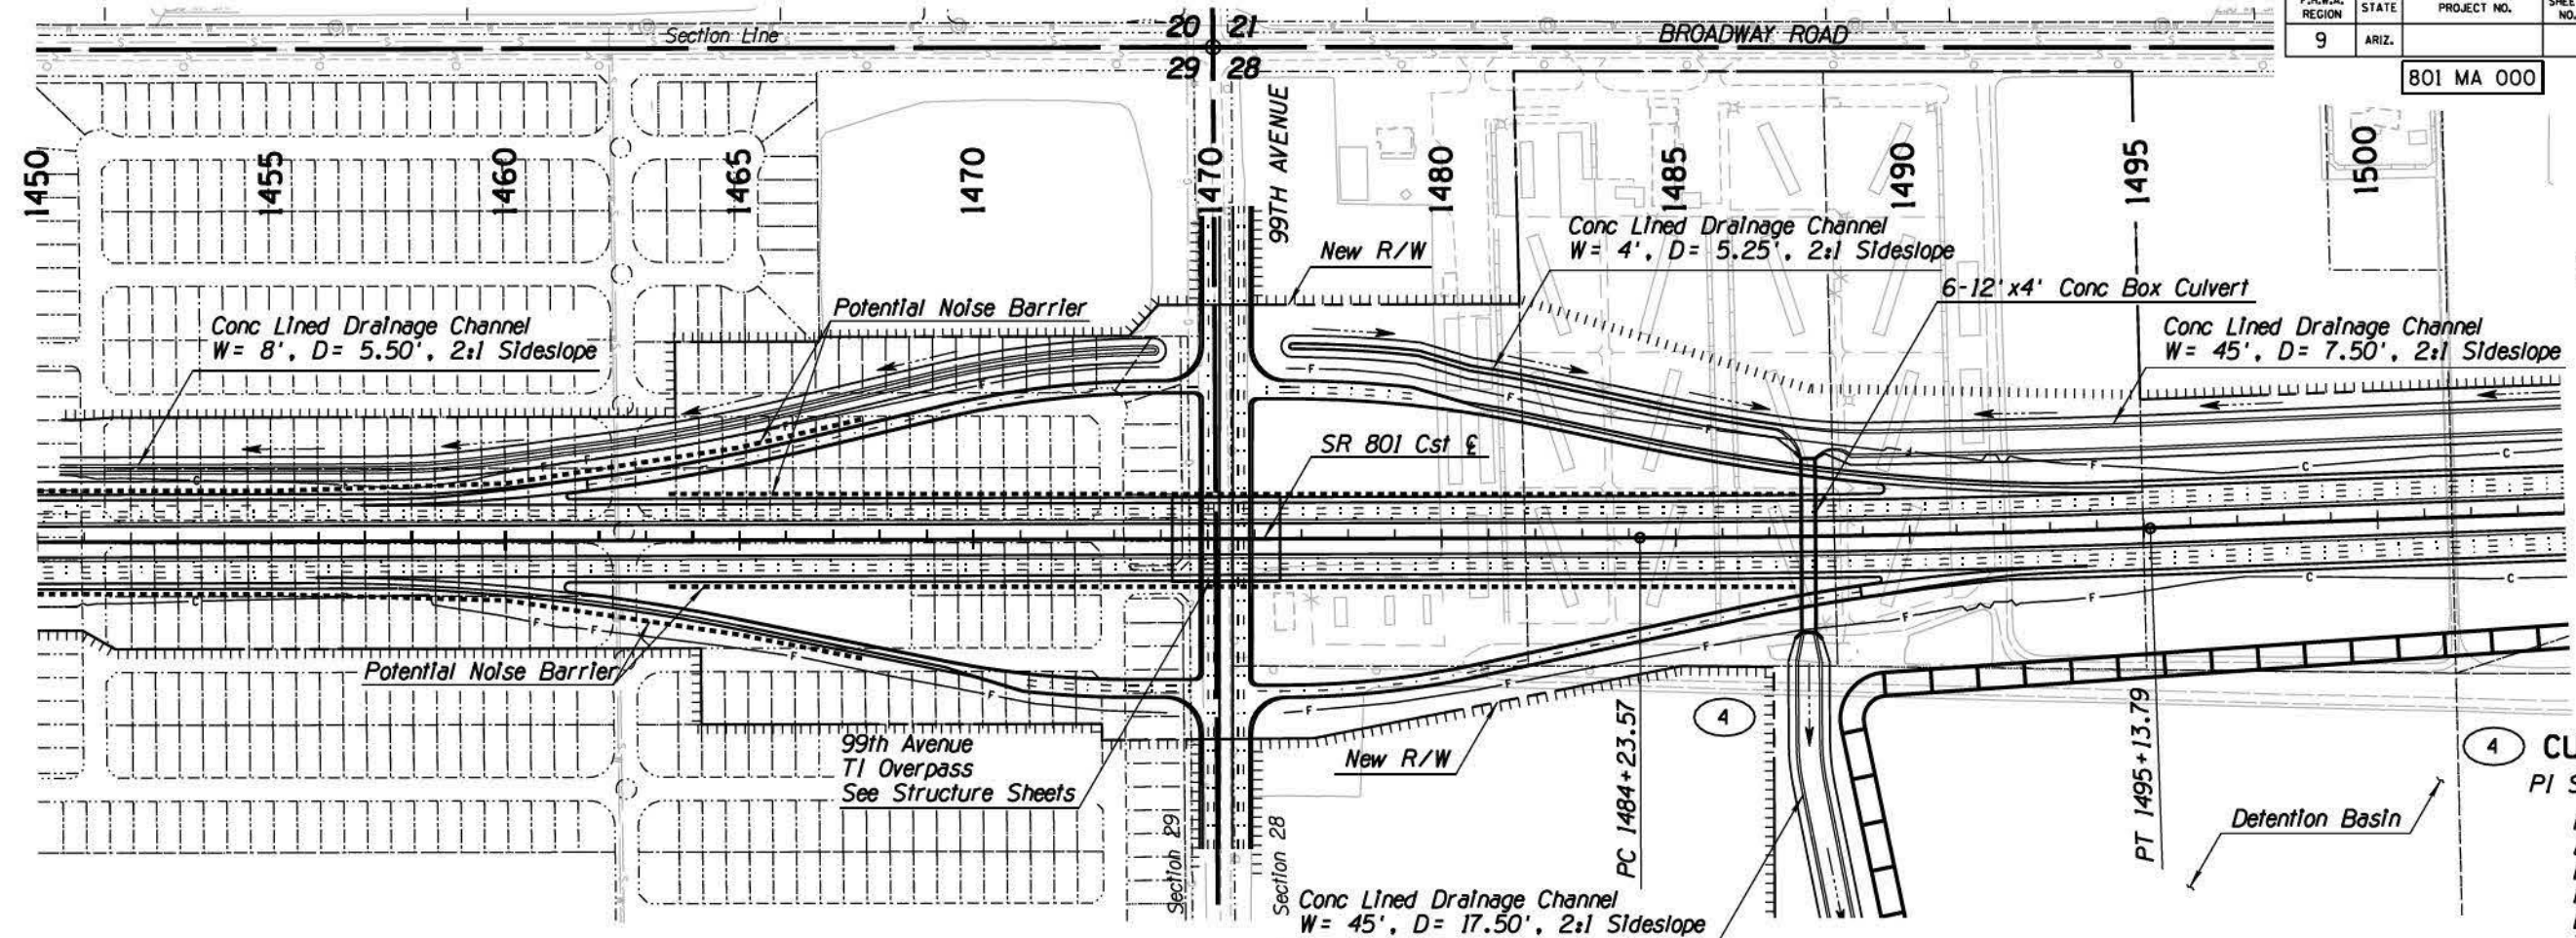 F.H.W.A. REGION
STATE
PROJECT NO.
SHEET NO.
9
ARIZ.
801 MA 000
Section Line
20 21
29 28
BROADWAY ROAD
99TH AVENUE
1450
1455
1460
1465
1470
1470
1480
1485
1490
1495
1500
New R/W
Conc Lined Drainage Channel
W= 4', D= 5.25', 2:1 Sideslope
6-12'x4' Conc Box Culvert
Potential Noise Barrier
Conc Lined Drainage Channel
W= 8', D= 5.50', 2:1 Sideslope
Conc Lined Drainage Channel
W= 45', D= 7.50', 2:1 Sideslope
SR 801 Cst ℄
Potential Noise Barrier
99th Avenue
TI Overpass
See Structure Sheets
New R/W
4
PC 1484+23.57
PT 1495+13.79
4 CU
PI S
Detention Basin
Section 29
Section 28
Conc Lined Drainage Channel
W= 45', D= 17.50', 2:1 Sideslope